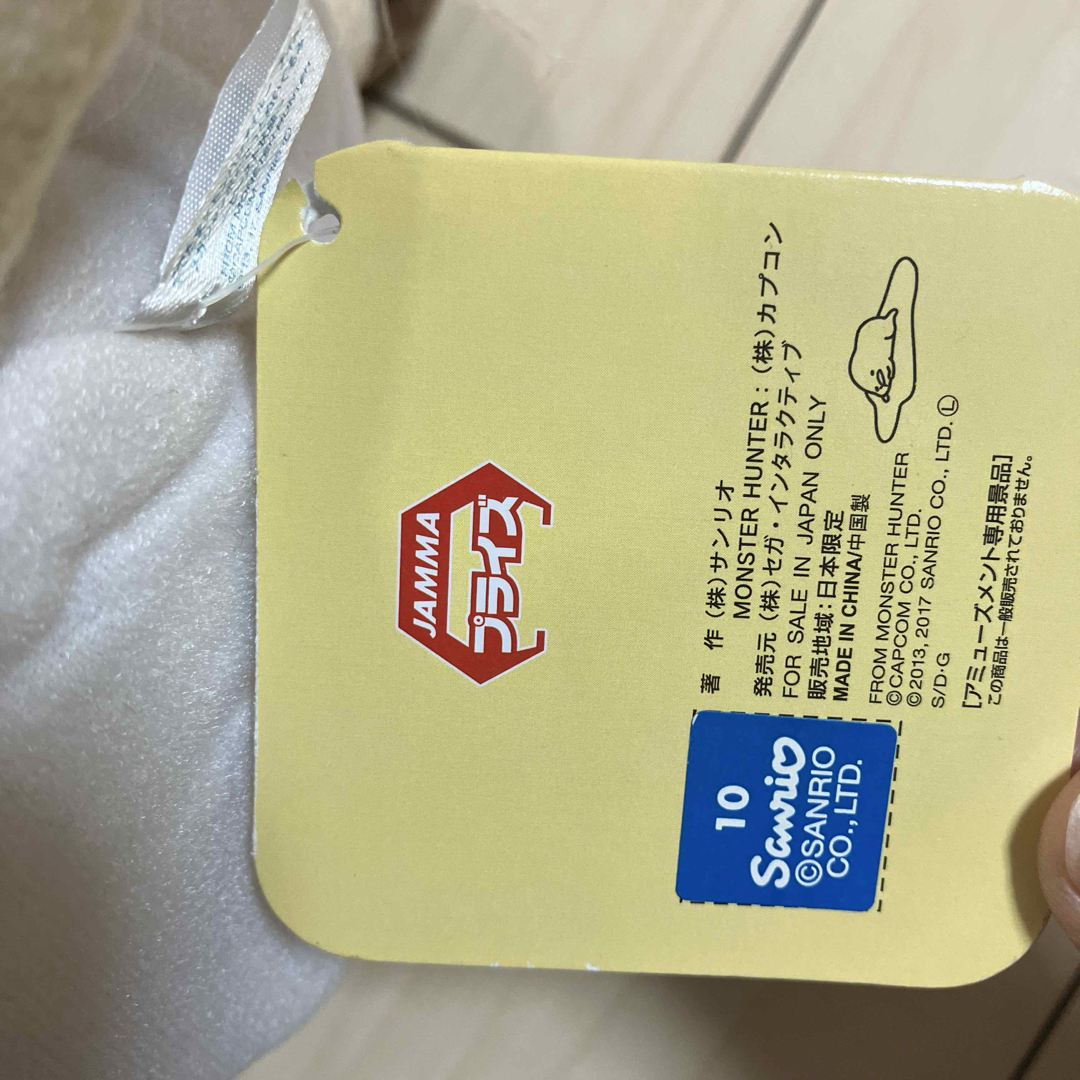 JAMMA
プライズ
著 作 (株)サンリオ
MONSTER HUNTER:(株)カプコン
発売元 (株)セガ・インタラクティブ
FOR SALE IN JAPAN ONLY
販売地域:日本限定
MADE IN CHINA/中国製
FROM MONSTER HUNTER
©CAPCOM CO., LTD.
©2013, 2017 SANRIO CO., LTD. Ⓛ
S/D·G
[アミューズメント専用景品]
この商品は一般販売されておりません。
10
Sanrio
©SANRIO
CO., LTD.